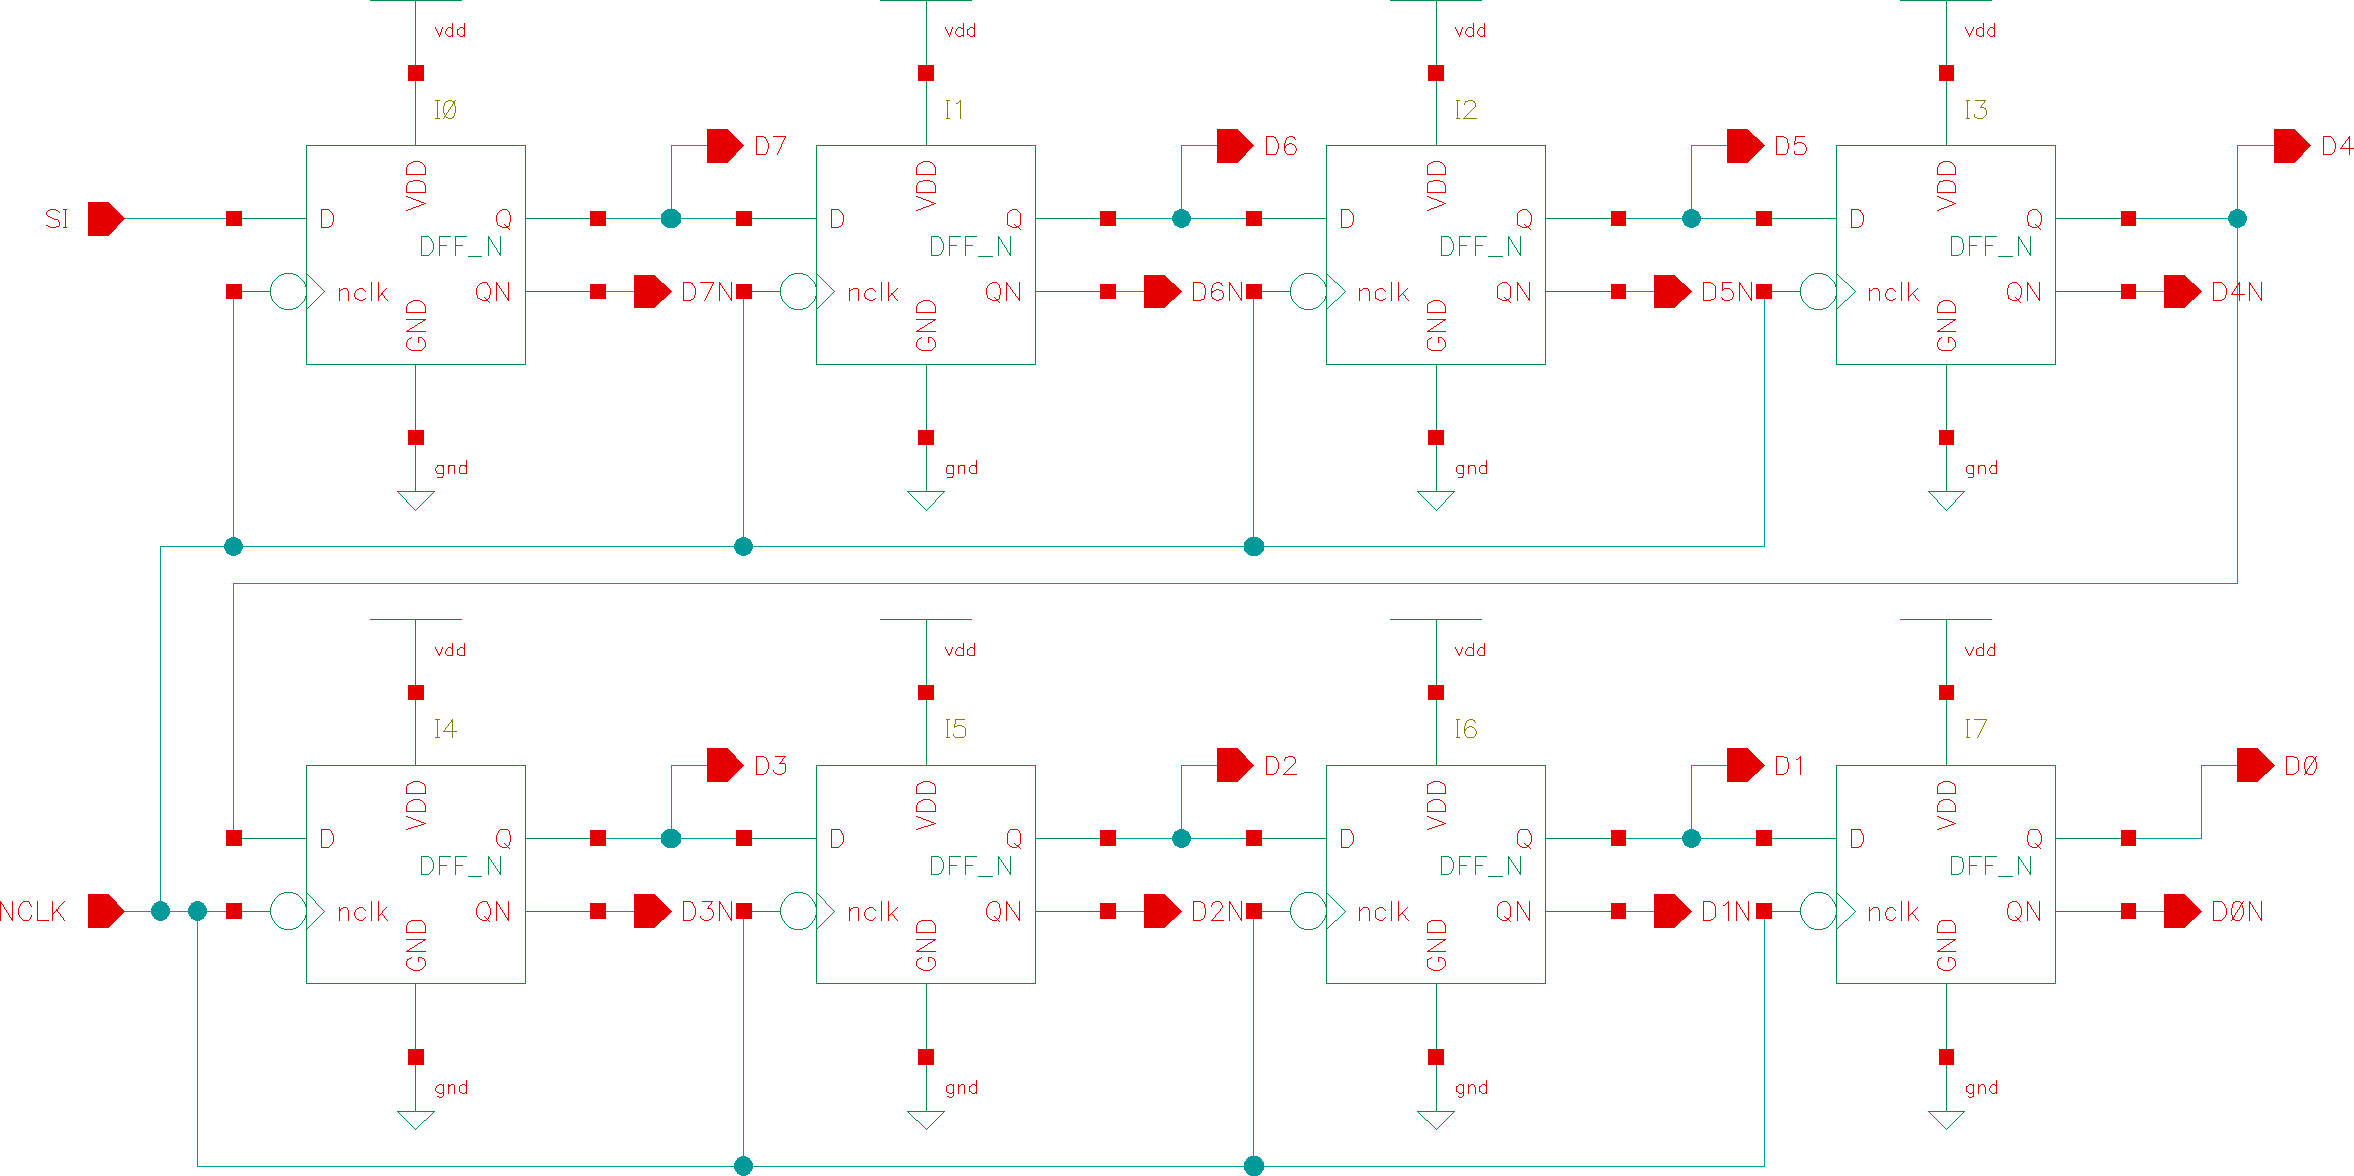 vdd vdd vdd vdd
IØ I1 I2 I3
D7 D6 D5 D4
VDD VDD VDD VDD
SI D Q D Q D Q D Q
DFF_N DFF_N DFF_N DFF_N
nclk QN D7N nclk QN D6N nclk QN D5N nclk QN D4N
GND GND GND GND
gnd gnd gnd gnd
vdd vdd vdd vdd
I4 I5 I6 I7
D3 D2 D1 DØ
VDD VDD VDD VDD
D Q D Q D Q D Q
DFF_N DFF_N DFF_N DFF_N
NCLK nclk QN D3N nclk QN D2N nclk QN D1N nclk QN DØN
GND GND GND GND
gnd gnd gnd gnd